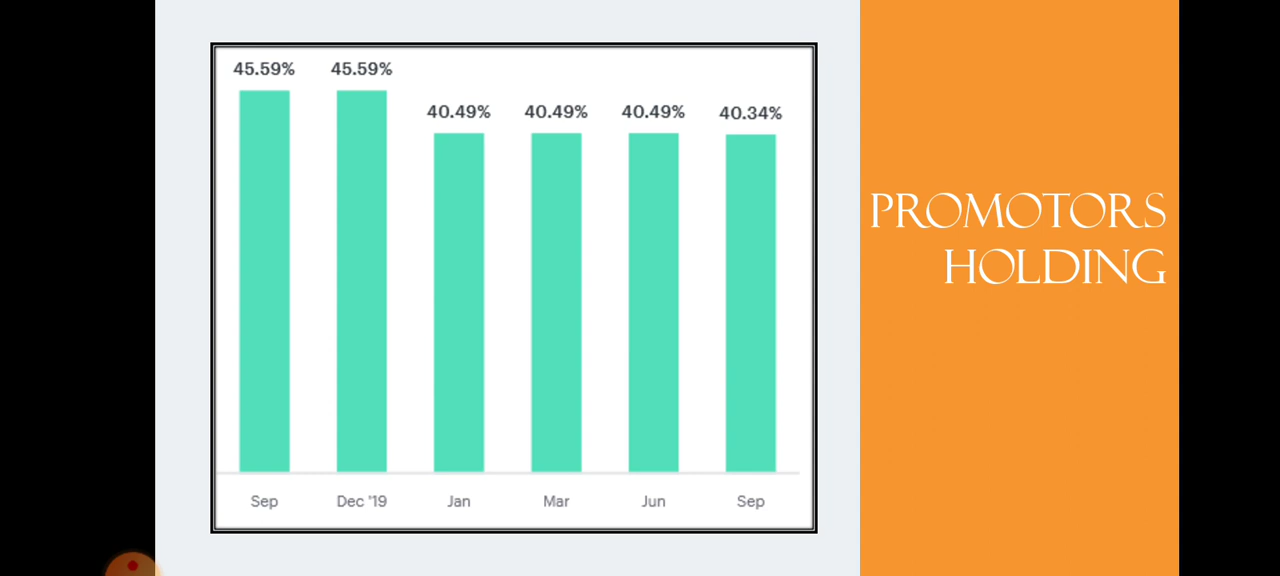 45.59% 45.59% 40.49% 40.49% 40.49% 40.34%
Sep Dec '19 Jan Mar Jun Sep
PROMOTORS
HOLDING